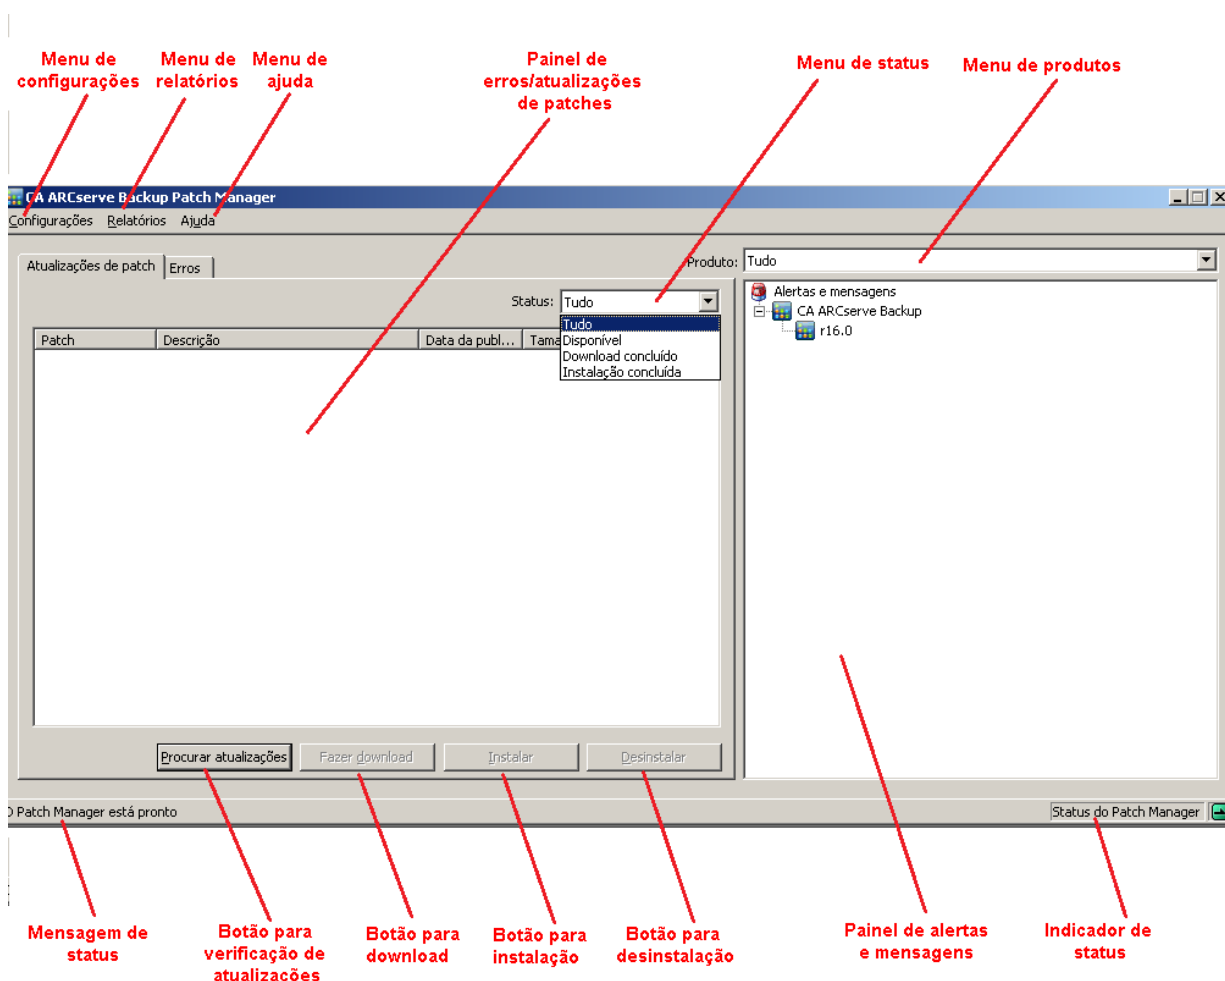 Menu de
configurações
Menu de
relatórios
Menu de
ajuda
Painel de
erros/atualizações
de patches
Menu de status
Menu de produtos
CA ARCserve Backup Patch Manager
Configurações Relatórios Ajuda
Atualizações de patch Erros
Produto: Tudo
Status: Tudo
Tudo
Disponível
Download concluído
Instalação concluída
Patch Descrição Data da publ... Tama
Alertas e mensagens
CA ARCserve Backup
r16.0
Procurar atualizações Fazer download Instalar Desinstalar
O Patch Manager está pronto
Status do Patch Manager
Mensagem de
status
Botão para
verificação de
atualizações
Botão para
download
Botão para
instalação
Botão para
desinstalação
Painel de alertas
e mensagens
Indicador de
status